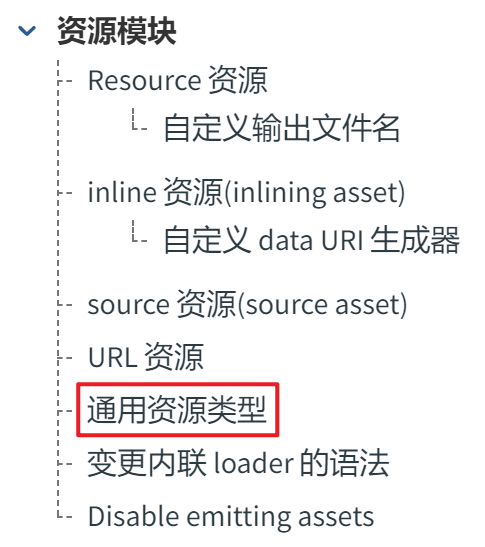 资源模块
Resource 资源
自定义输出文件名
inline 资源(inlining asset)
自定义 data URI 生成器
source 资源(source asset)
URL 资源
通用资源类型
变更内联 loader 的语法
Disable emitting assets